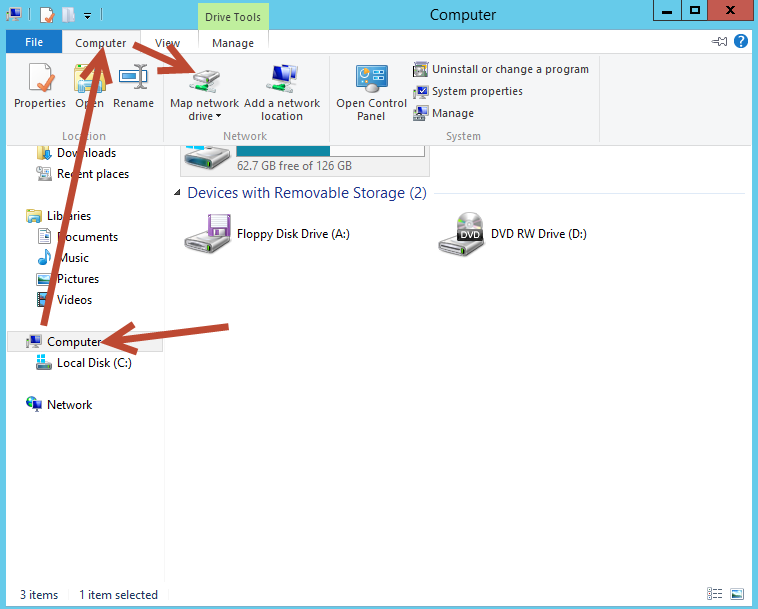 Drive Tools
Computer
File
Computer
View
Manage
Properties
Open
Rename
Map network
drive
Add a network
location
Open Control
Panel
Uninstall or change a program
System properties
Manage
Location
Network
System
Downloads
Recent places
Libraries
Documents
Music
Pictures
Videos
Computer
Local Disk (C:)
Network
62.7 GB free of 126 GB
Devices with Removable Storage (2)
Floppy Disk Drive (A:)
DVD
DVD RW Drive (D:)
3 items
1 item selected